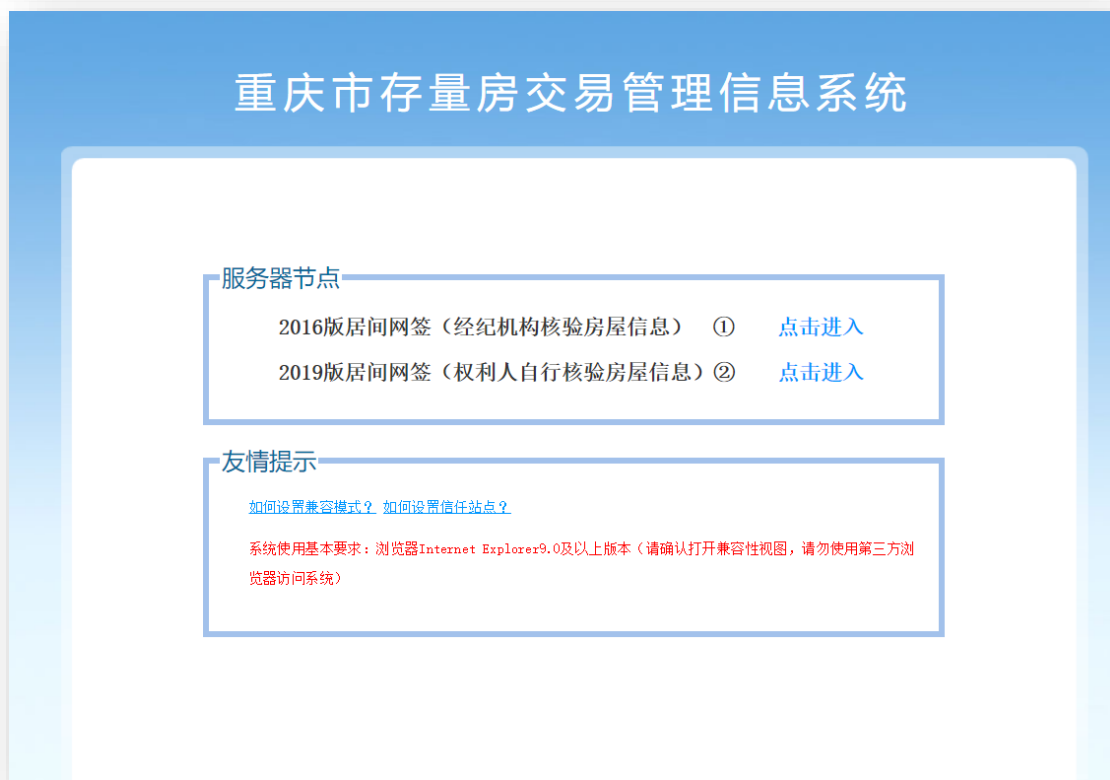 重庆市存量房交易管理信息系统
服务器节点
2016版居间网签（经纪机构核验房屋信息） ① 点击进入
2019版居间网签（权利人自行核验房屋信息）② 点击进入
友情提示
如何设置兼容模式？ 如何设置信任站点？
系统使用基本要求：浏览器Internet Explorer9.0及以上版本（请确认打开兼容性视图，请勿使用第三方浏
览器访问系统）